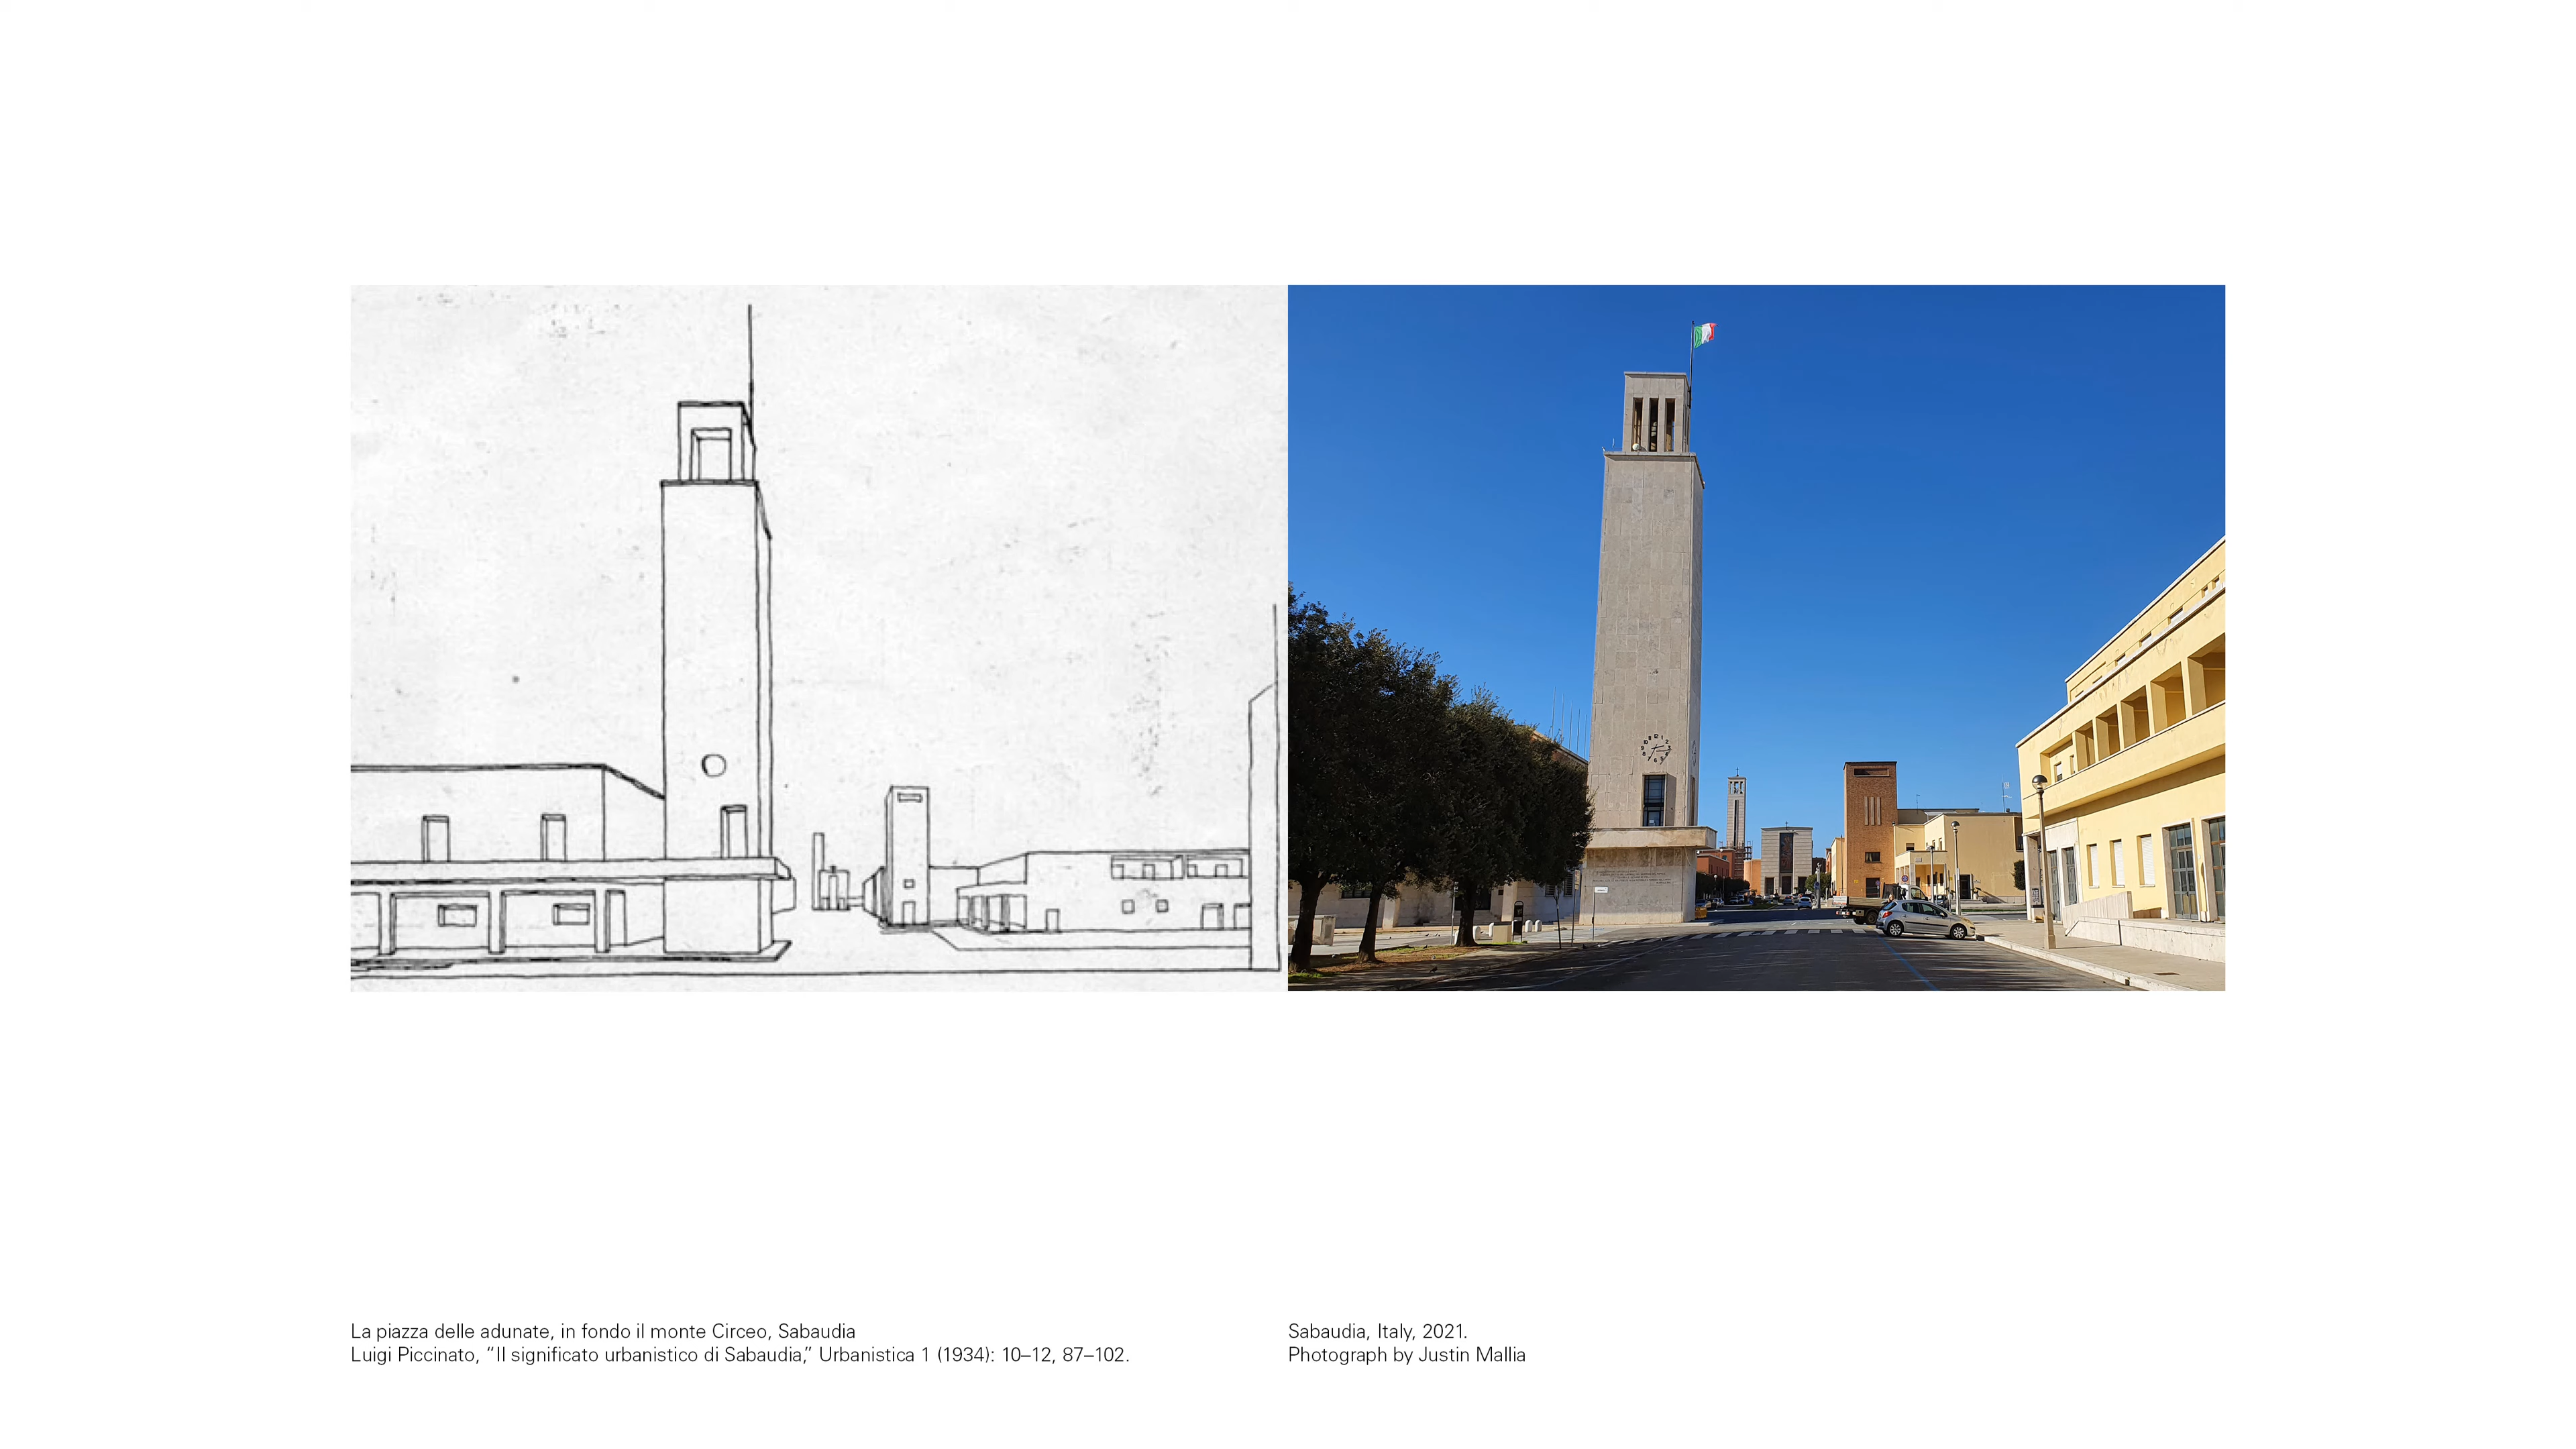 La piazza delle adunate, in fondo il monte Circeo, Sabaudia
Luigi Piccinato, “Il significato urbanistico di Sabaudia,” Urbanistica 1 (1934): 10–12, 87–102.
Sabaudia, Italy, 2021.
Photograph by Justin Mallia